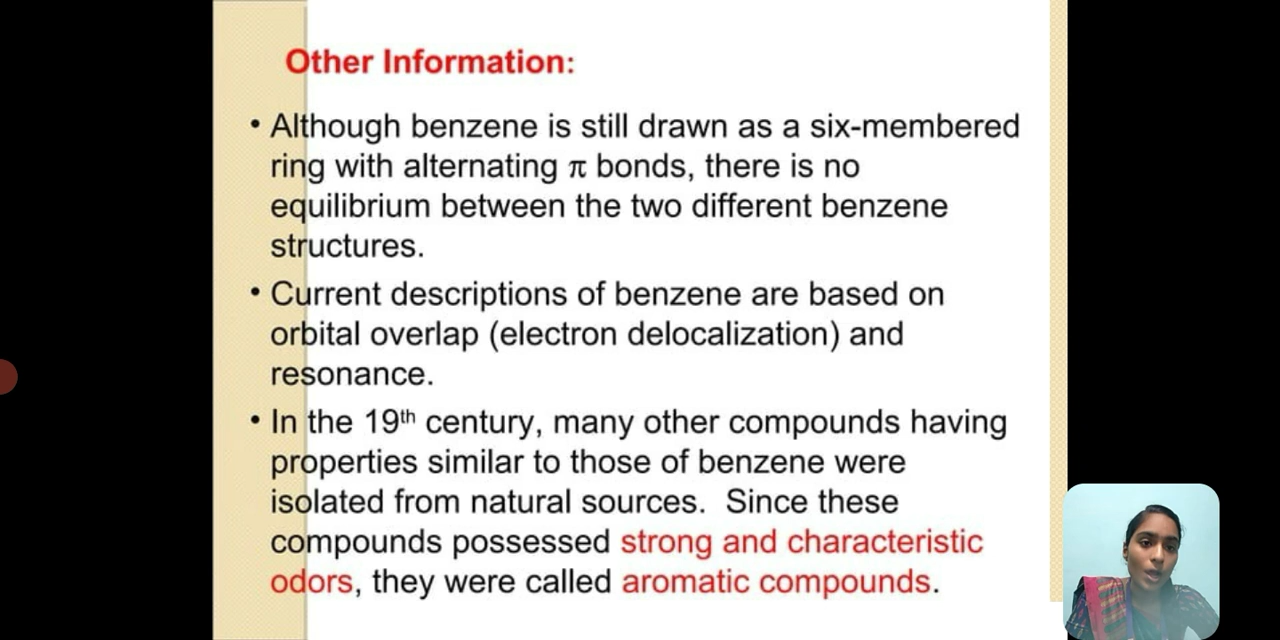 Other Information:
• Although benzene is still drawn as a six-membered
ring with alternating π bonds, there is no
equilibrium between the two different benzene
structures.
• Current descriptions of benzene are based on
orbital overlap (electron delocalization) and
resonance.
• In the 19th century, many other compounds having
properties similar to those of benzene were
isolated from natural sources.  Since these
compounds possessed strong and characteristic
odors, they were called aromatic compounds.